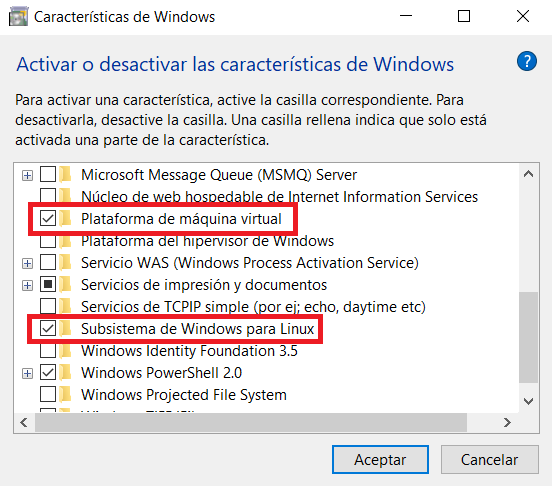 Características de Windows
Activar o desactivar las características de Windows
?
Para activar una característica, active la casilla correspondiente. Para
desactivarla, desactive la casilla. Una casilla rellena indica que solo está
activada una parte de la característica.
Microsoft Message Queue (MSMQ) Server
Núcleo de web hospedable de Internet Information Services
Plataforma de máquina virtual
Plataforma del hipervisor de Windows
Servicio WAS (Windows Process Activation Service)
Servicios de impresión y documentos
Servicios de TCPIP simple (por ej; echo, daytime etc)
Subsistema de Windows para Linux
Windows Identity Foundation 3.5
Windows PowerShell 2.0
Windows Projected File System
Aceptar
Cancelar